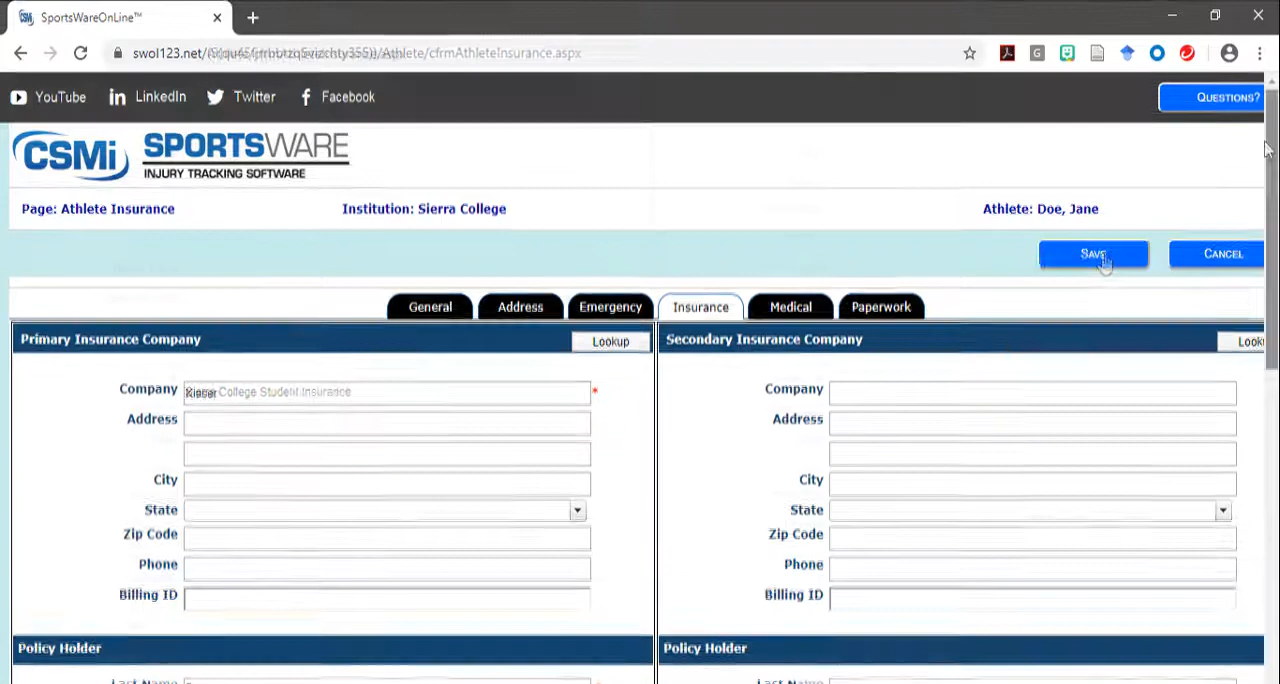 SportsWareOnLine™
swol123.net/ /Athlete/cfrmAthleteInsurance.aspx
YouTube LinkedIn Twitter Facebook QUESTIONS?
CSMi SPORTSWARE
INJURY TRACKING SOFTWARE
Page: Athlete Insurance Institution: Sierra College Athlete: Doe, Jane
SAVE CANCEL
General Address Emergency Insurance Medical Paperwork
Primary Insurance Company Lookup Secondary Insurance Company
Company College Student Insurance * Company
Address Address
City City
State State
Zip Code Zip Code
Phone Phone
Billing ID Billing ID
Policy Holder Policy Holder